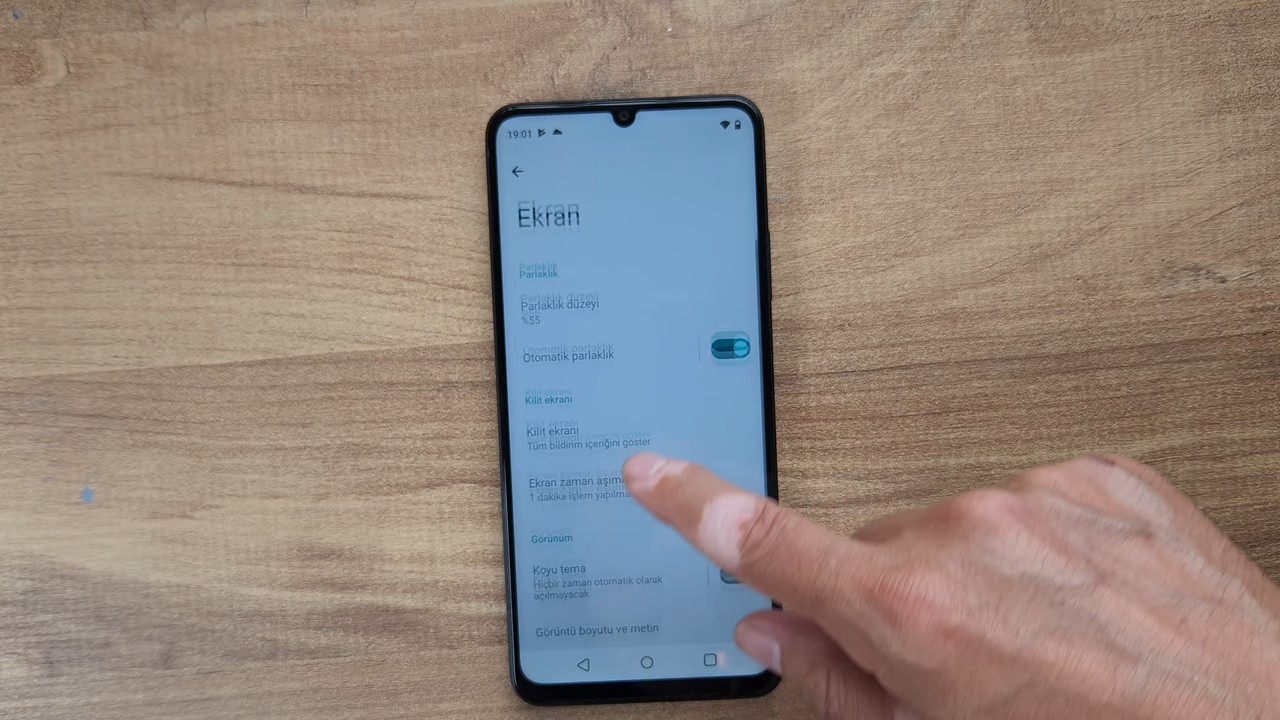 19:01
Ekran
Parlaklık
Parlaklık düzeyi
%55
Otomatik parlaklık
Kilit ekranı
Kilit ekranı
Tüm bildirim içeriğini göster
Ekran zaman aşımı
1 dakika işlem
Görünüm
Koyu tema
Hiçbir zaman otomatik olarak
açılmayacak
Görüntü boyutu ve metin